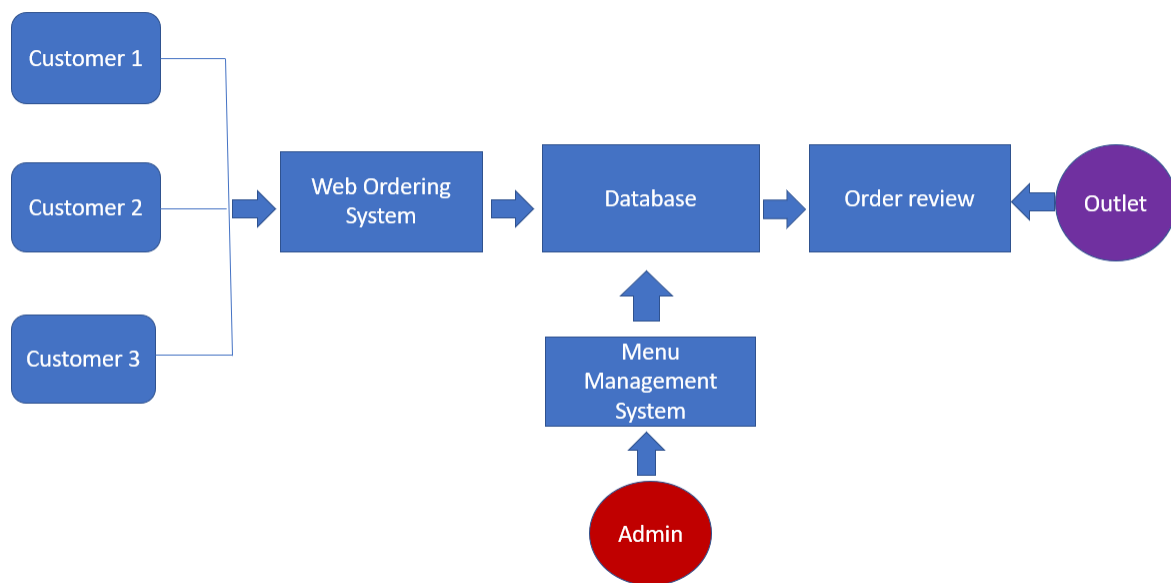 Customer 1
Customer 2
Customer 3
Web Ordering
System
Database
Order review
Outlet
Menu
Management
System
Admin